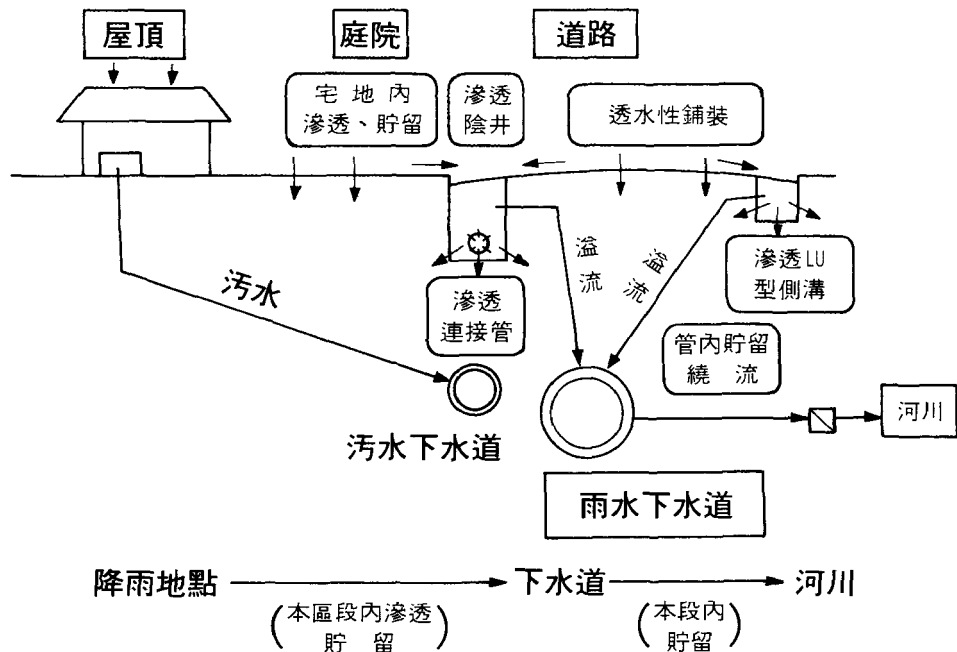 屋頂
庭院
道路
宅地內
滲透、貯留
滲透
陰井
透水性鋪裝
溢流
溢流
滲透LU
型側溝
汚水
滲透
連接管
管內貯留
繞流
河川
汚水下水道
雨水下水道
降雨地點
下水道
河川
(本區段內滲透
貯留)
(本段內
貯留)